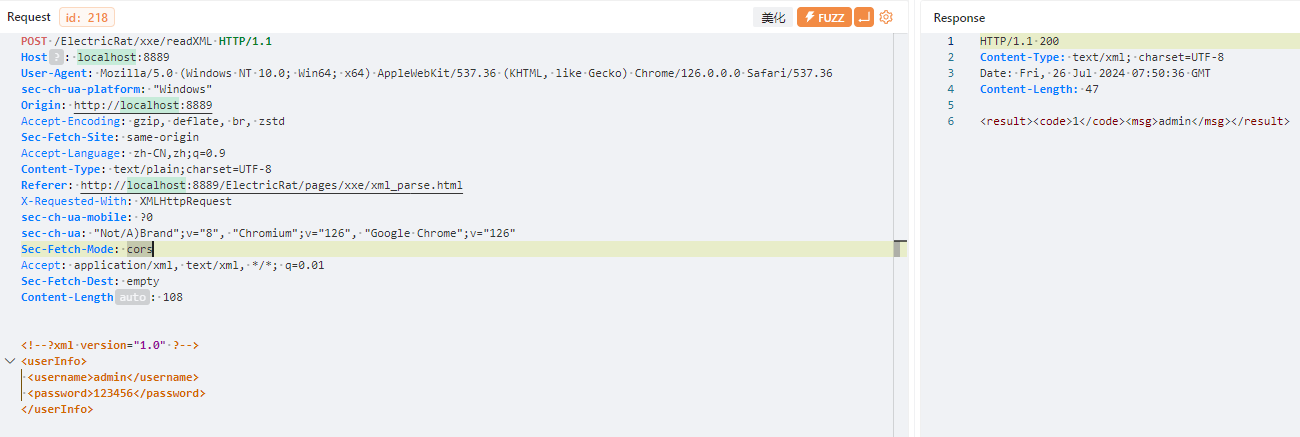 Request id: 218 美化 FUZZ
POST /ElectricRat/xxe/readXML HTTP/1.1
Host ? : localhost:8889
User-Agent: Mozilla/5.0 (Windows NT 10.0; Win64; x64) AppleWebKit/537.36 (KHTML, like Gecko) Chrome/126.0.0.0 Safari/537.36
sec-ch-ua-platform: "Windows"
Origin: http://localhost:8889
Accept-Encoding: gzip, deflate, br, zstd
Sec-Fetch-Site: same-origin
Accept-Language: zh-CN,zh;q=0.9
Content-Type: text/plain;charset=UTF-8
Referer: http://localhost:8889/ElectricRat/pages/xxe/xml_parse.html
X-Requested-With: XMLHttpRequest
sec-ch-ua-mobile: ?0
sec-ch-ua: "Not/A)Brand";v="8", "Chromium";v="126", "Google Chrome";v="126"
Sec-Fetch-Mode: cors
Accept: application/xml, text/xml, */*; q=0.01
Sec-Fetch-Dest: empty
Content-Length auto : 108
<!--?xml version="1.0" ?-->
<userInfo>
<username>admin</username>
<password>123456</password>
</userInfo>
Response
1 HTTP/1.1 200
2 Content-Type: text/xml; charset=UTF-8
3 Date: Fri, 26 Jul 2024 07:50:36 GMT
4 Content-Length: 47
5
6 <result><code>1</code><msg>admin</msg></result>